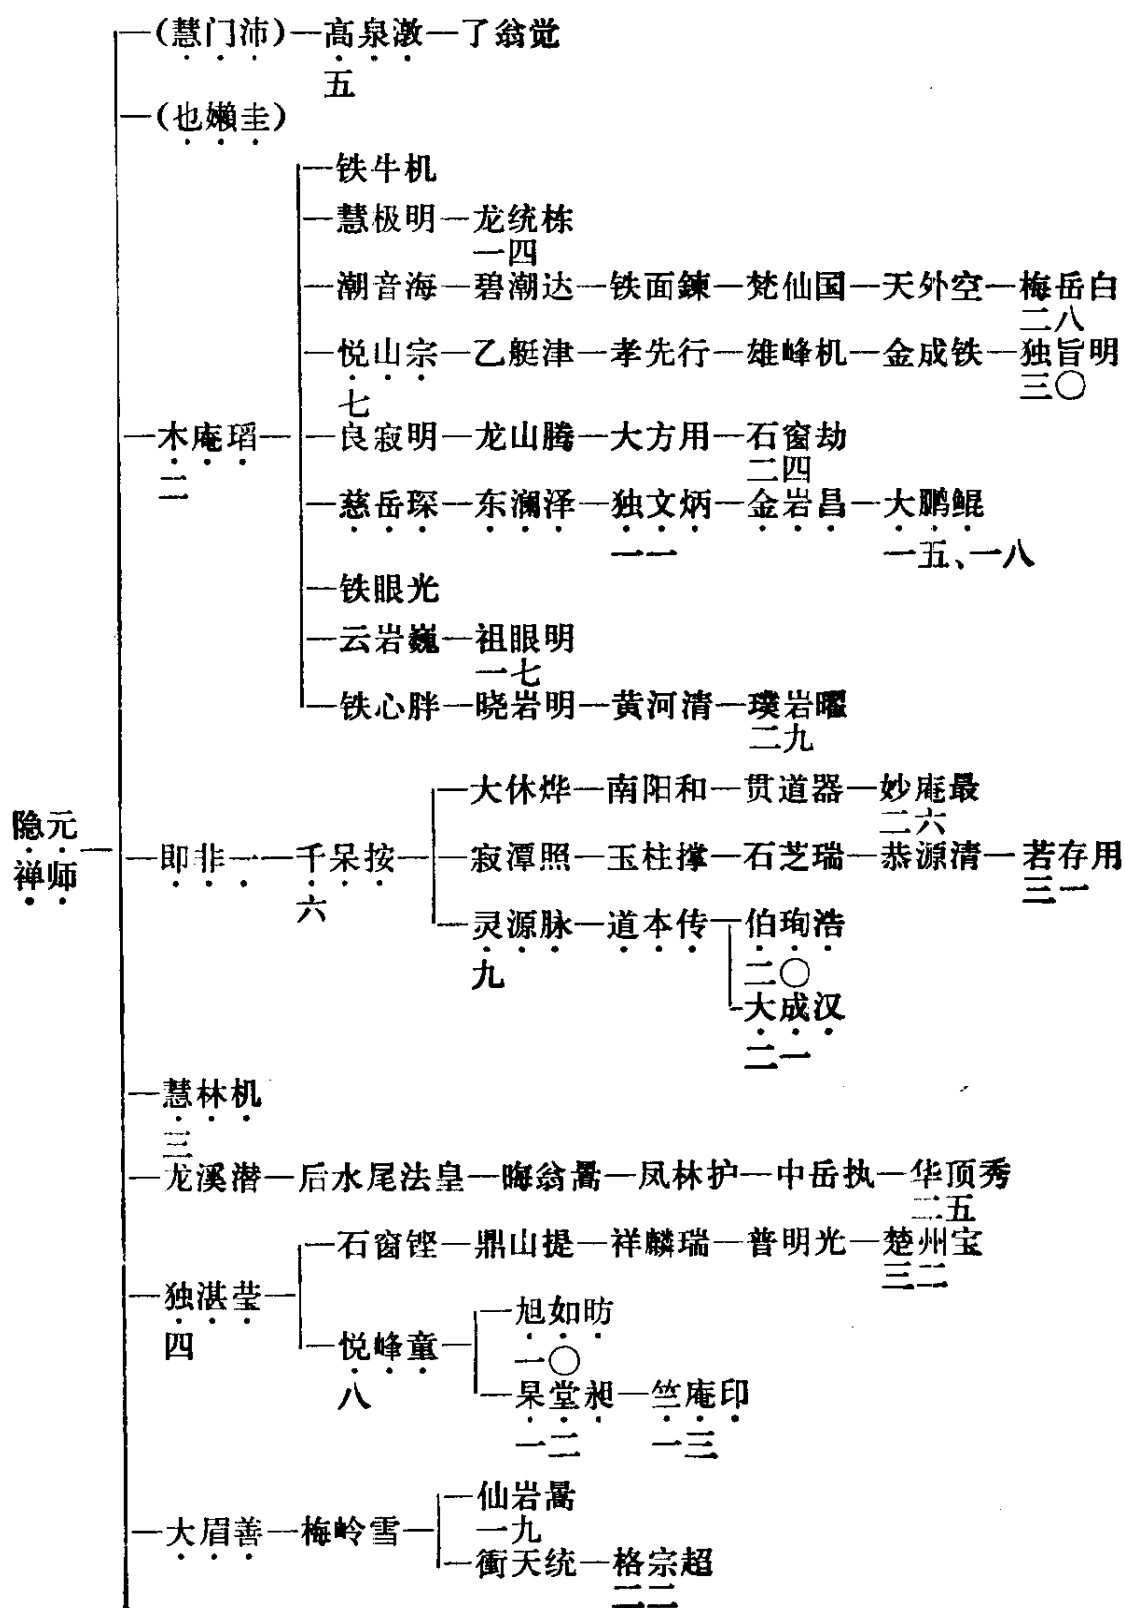 (慧门沛)—高泉激—了翁觉
五
(也嬾圭)
铁牛机
慧极明—龙统栋
一四
潮音海—碧潮达—铁面錬—梵仙国—天外空—梅岳白
二八
悦山宗—乙艇津—孝先行—雄峰机—金成铁—独旨明
七 三〇
木庵瑫
二
良寂明—龙山腾—大方用—石窗劫
二四
慈岳琛—东澜泽—独文炳—金岩昌—大鹏鲲
一一 一五、一八
铁眼光
云岩巍—祖眼明
一七
铁心胖—晓岩明—黄河清—璞岩曜
二九
隐元
禅师
大休烨—南阳和—贯道器—妙庵最
二六
即非一—千呆按
六
寂潭照—玉柱撑—石芝瑞—恭源清—若存用
三一
灵源脉—道本传—伯珣浩
九 二〇
大成汉
二一
慧林机
三
龙溪潜—后水尾法皇—晦翁暠—凤林护—中岳执—华顶秀
二五
石窗铿—鼎山提—祥麟瑞—普明光—楚州宝
三二
独湛莹
四
悦峰童
八
旭如昉
一〇
杲堂昶—竺庵印
一二 一三
大眉善—梅岭雪
仙岩暠
一九
衝天统—格宗超
二二